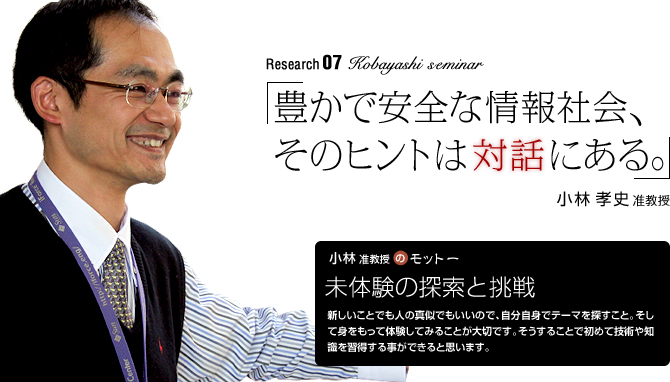 Research 07 Kobayashi seminar
「豊かで安全な情報社会、
そのヒントは対話にある。」
小林 孝史 准教授
小林 准教授 の モットー
未体験の探索と挑戦
新しいことでも人の真似でもいいので、自分自身でテーマを探すこと。そし
て身をもって体験してみることが大切です。そうすることで初めて技術や知
識を習得する事ができると思います。
Sun
Center